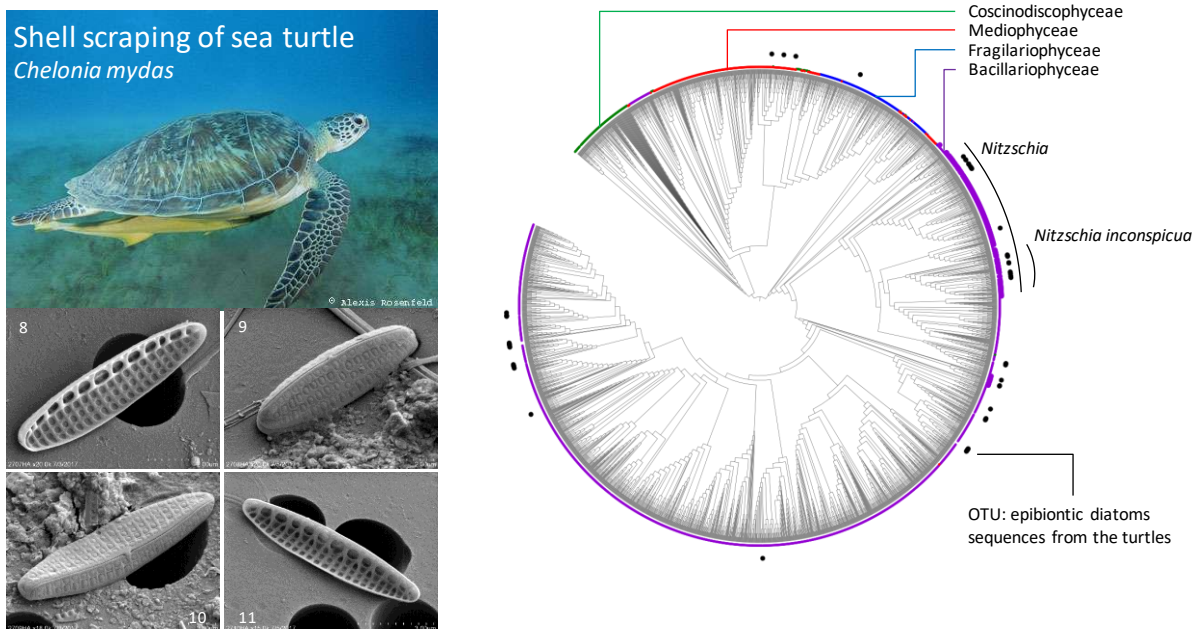 Shell scraping of sea turtle
Chelonia mydas
© Alexis Rosenfeld
8
9
10
11
Coscinodiscophyceae
Mediophyceae
Fragilariophyceae
Bacillariophyceae
Nitzschia
Nitzschia inconspicua
OTU: epibiontic diatoms
sequences from the turtles